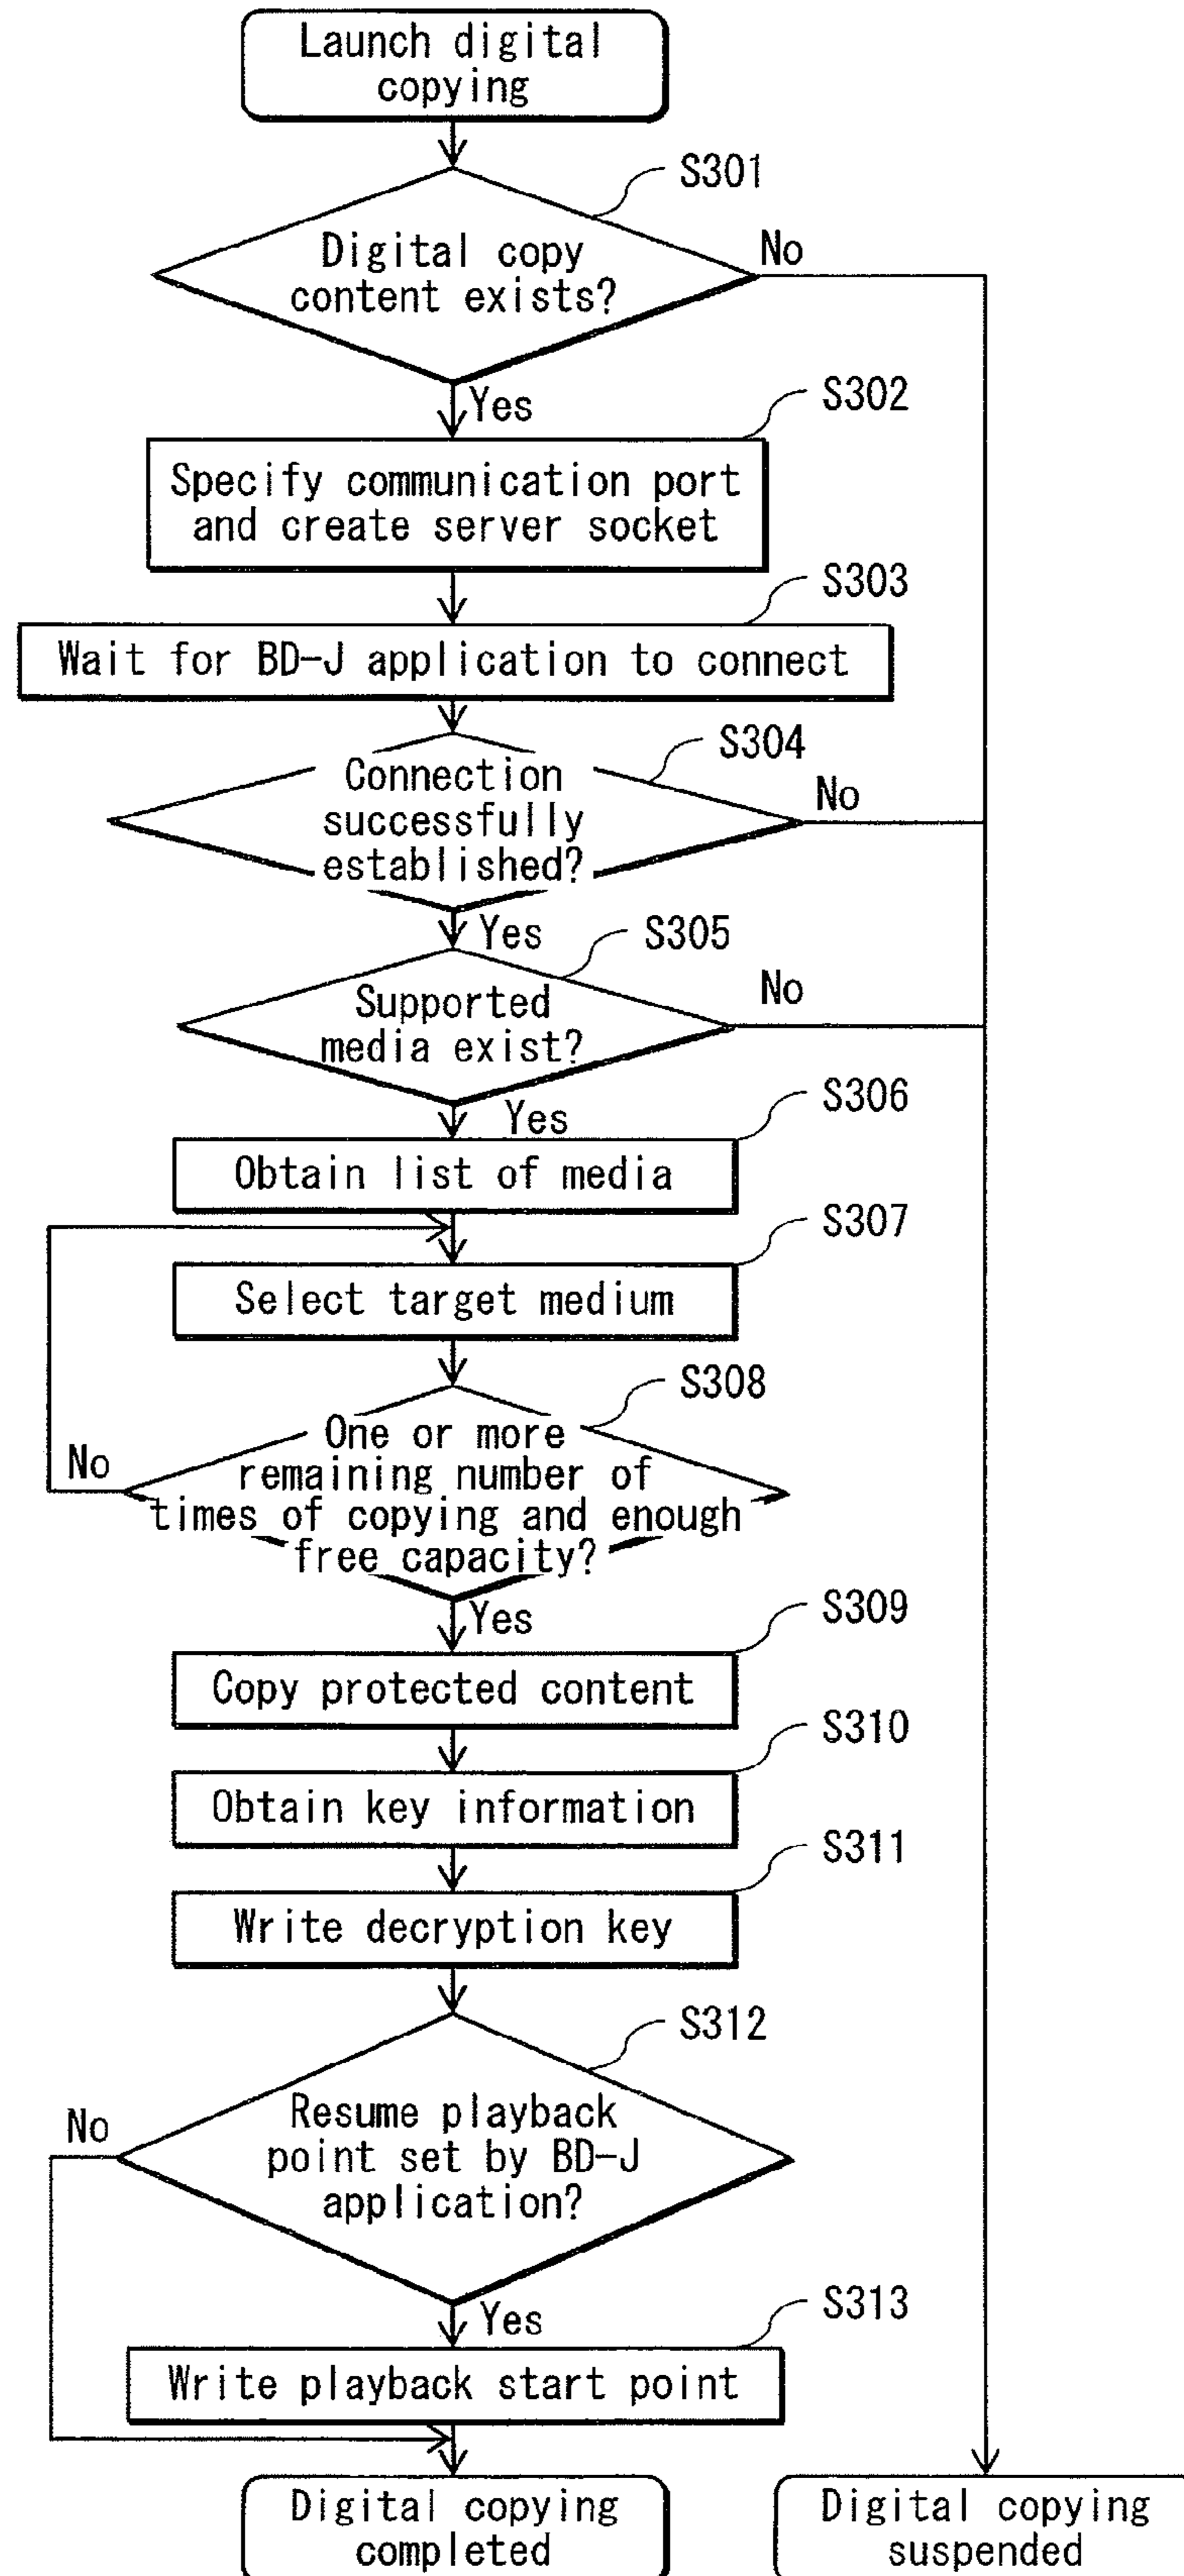 Launch digital
copying
S301
Digital copy
content exists?
No
Yes
S302
Specify communication port
and create server socket
S303
Wait for BD-J application to connect
S304
Connection
successfully
established?
No
Yes
S305
Supported
media exist?
No
Yes
S306
Obtain list of media
S307
Select target medium
S308
One or more
remaining number of
times of copying and enough
free capacity?
No
Yes
S309
Copy protected content
S310
Obtain key information
S311
Write decryption key
S312
Resume playback
point set by BD-J
application?
No
Yes
S313
Write playback start point
Digital copying
completed
Digital copying
suspended